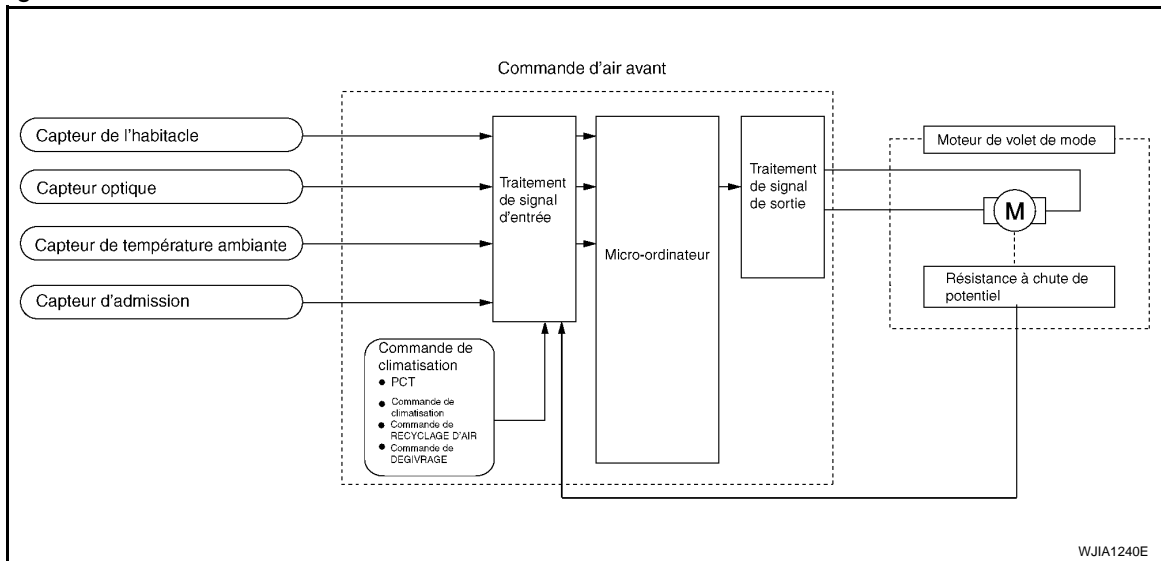 Commande d'air avant
Capteur de l'habitacle
Capteur optique
Capteur de température ambiante
Capteur d'admission
Traitement
de signal
d'entrée
Commande de
climatisation
● PCT
● Commande de
climatisation
● Commande de
RECYCLAGE D'AIR
● Commande de
DEGIVRAGE
Micro-ordinateur
Traitement
de signal
de sortie
Moteur de volet de mode
M
Résistance à chute de
potentiel
WJIA1240E